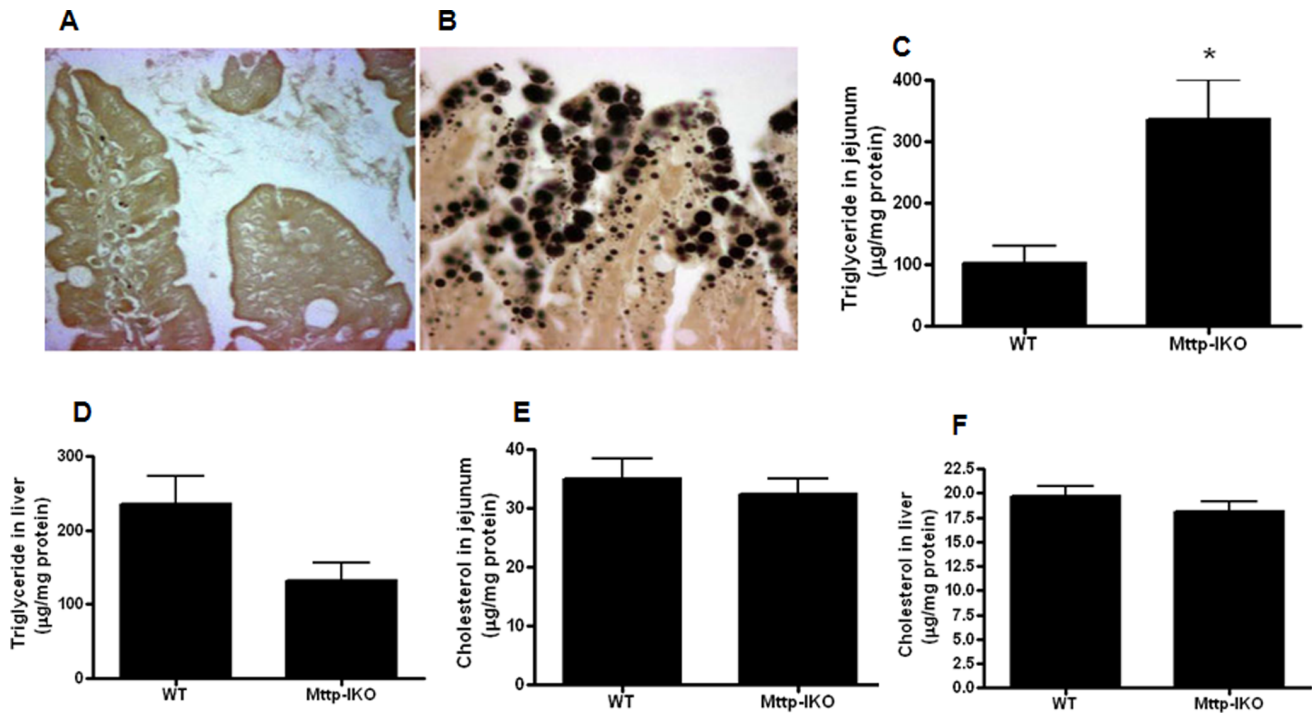 A
B
C
*
Triglyceride in jejunum
(µg/mg protein)
400
300
200
100
0
WT
Mttp-IKO
D
Triglyceride in liver
(µg/mg protein)
300
200
100
0
WT
Mttp-IKO
E
Cholesterol in jejunum
(µg/mg protein)
40
30
20
10
0
WT
Mttp-IKO
F
Cholesterol in liver
(µg/mg protein)
22.5
20.0
17.5
15.0
12.5
10.0
7.5
5.0
2.5
0.0
WT
Mttp-IKO